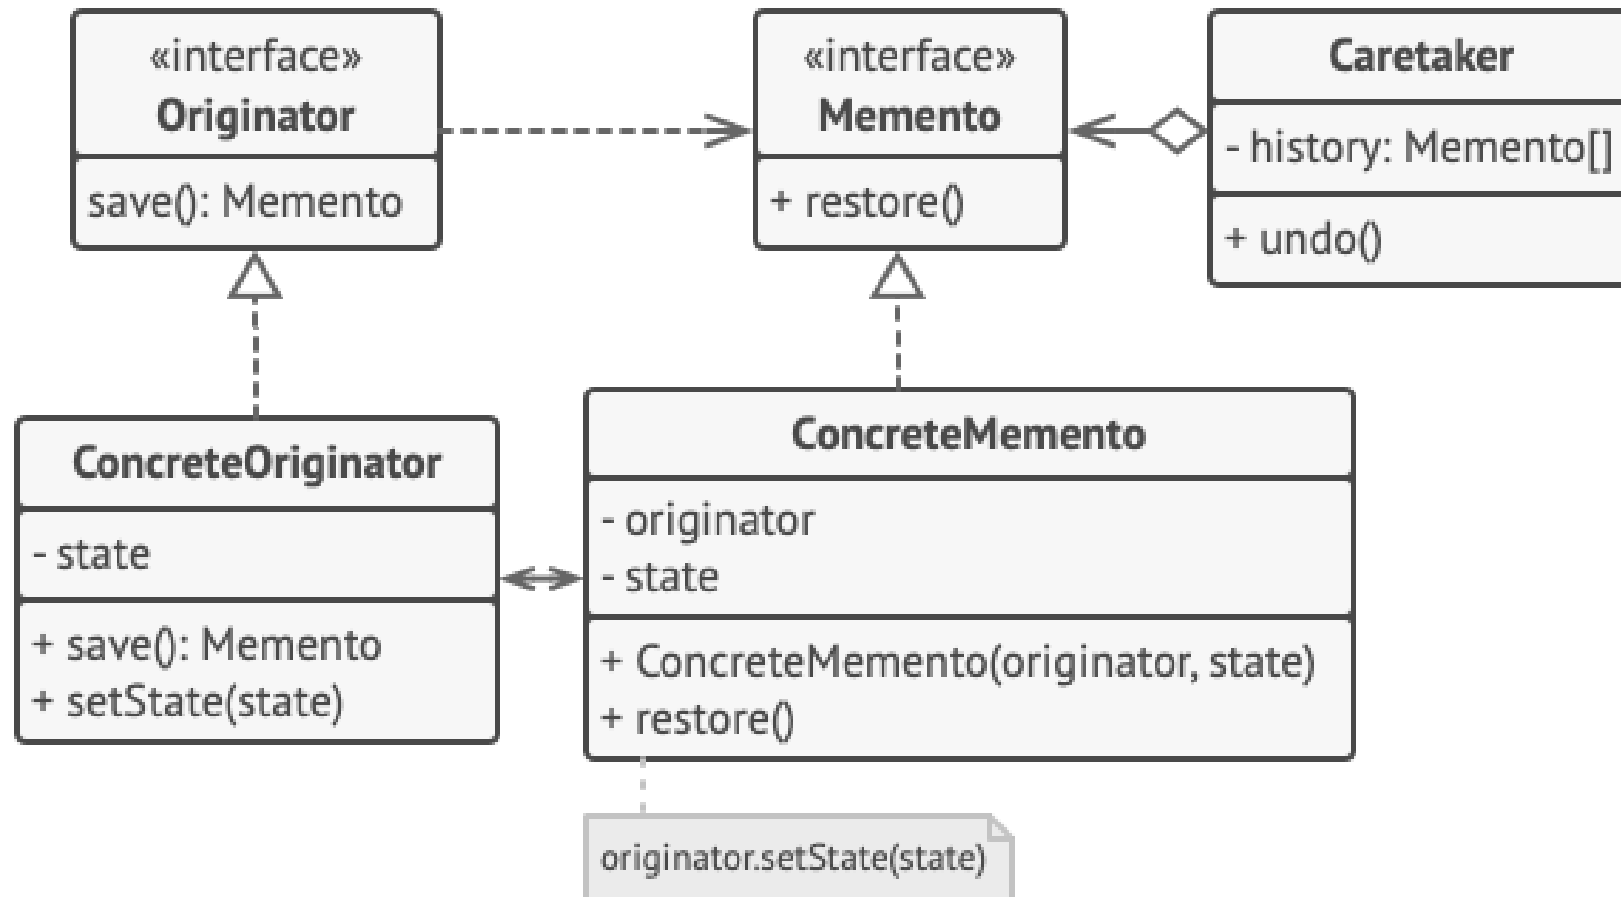 «interface»
Originator
save(): Memento
«interface»
Memento
+ restore()
Caretaker
- history: Memento[]
+ undo()
ConcreteOriginator
- state
+ save(): Memento
+ setState(state)
ConcreteMemento
- originator
- state
+ ConcreteMemento(originator, state)
+ restore()
originator.setState(state)